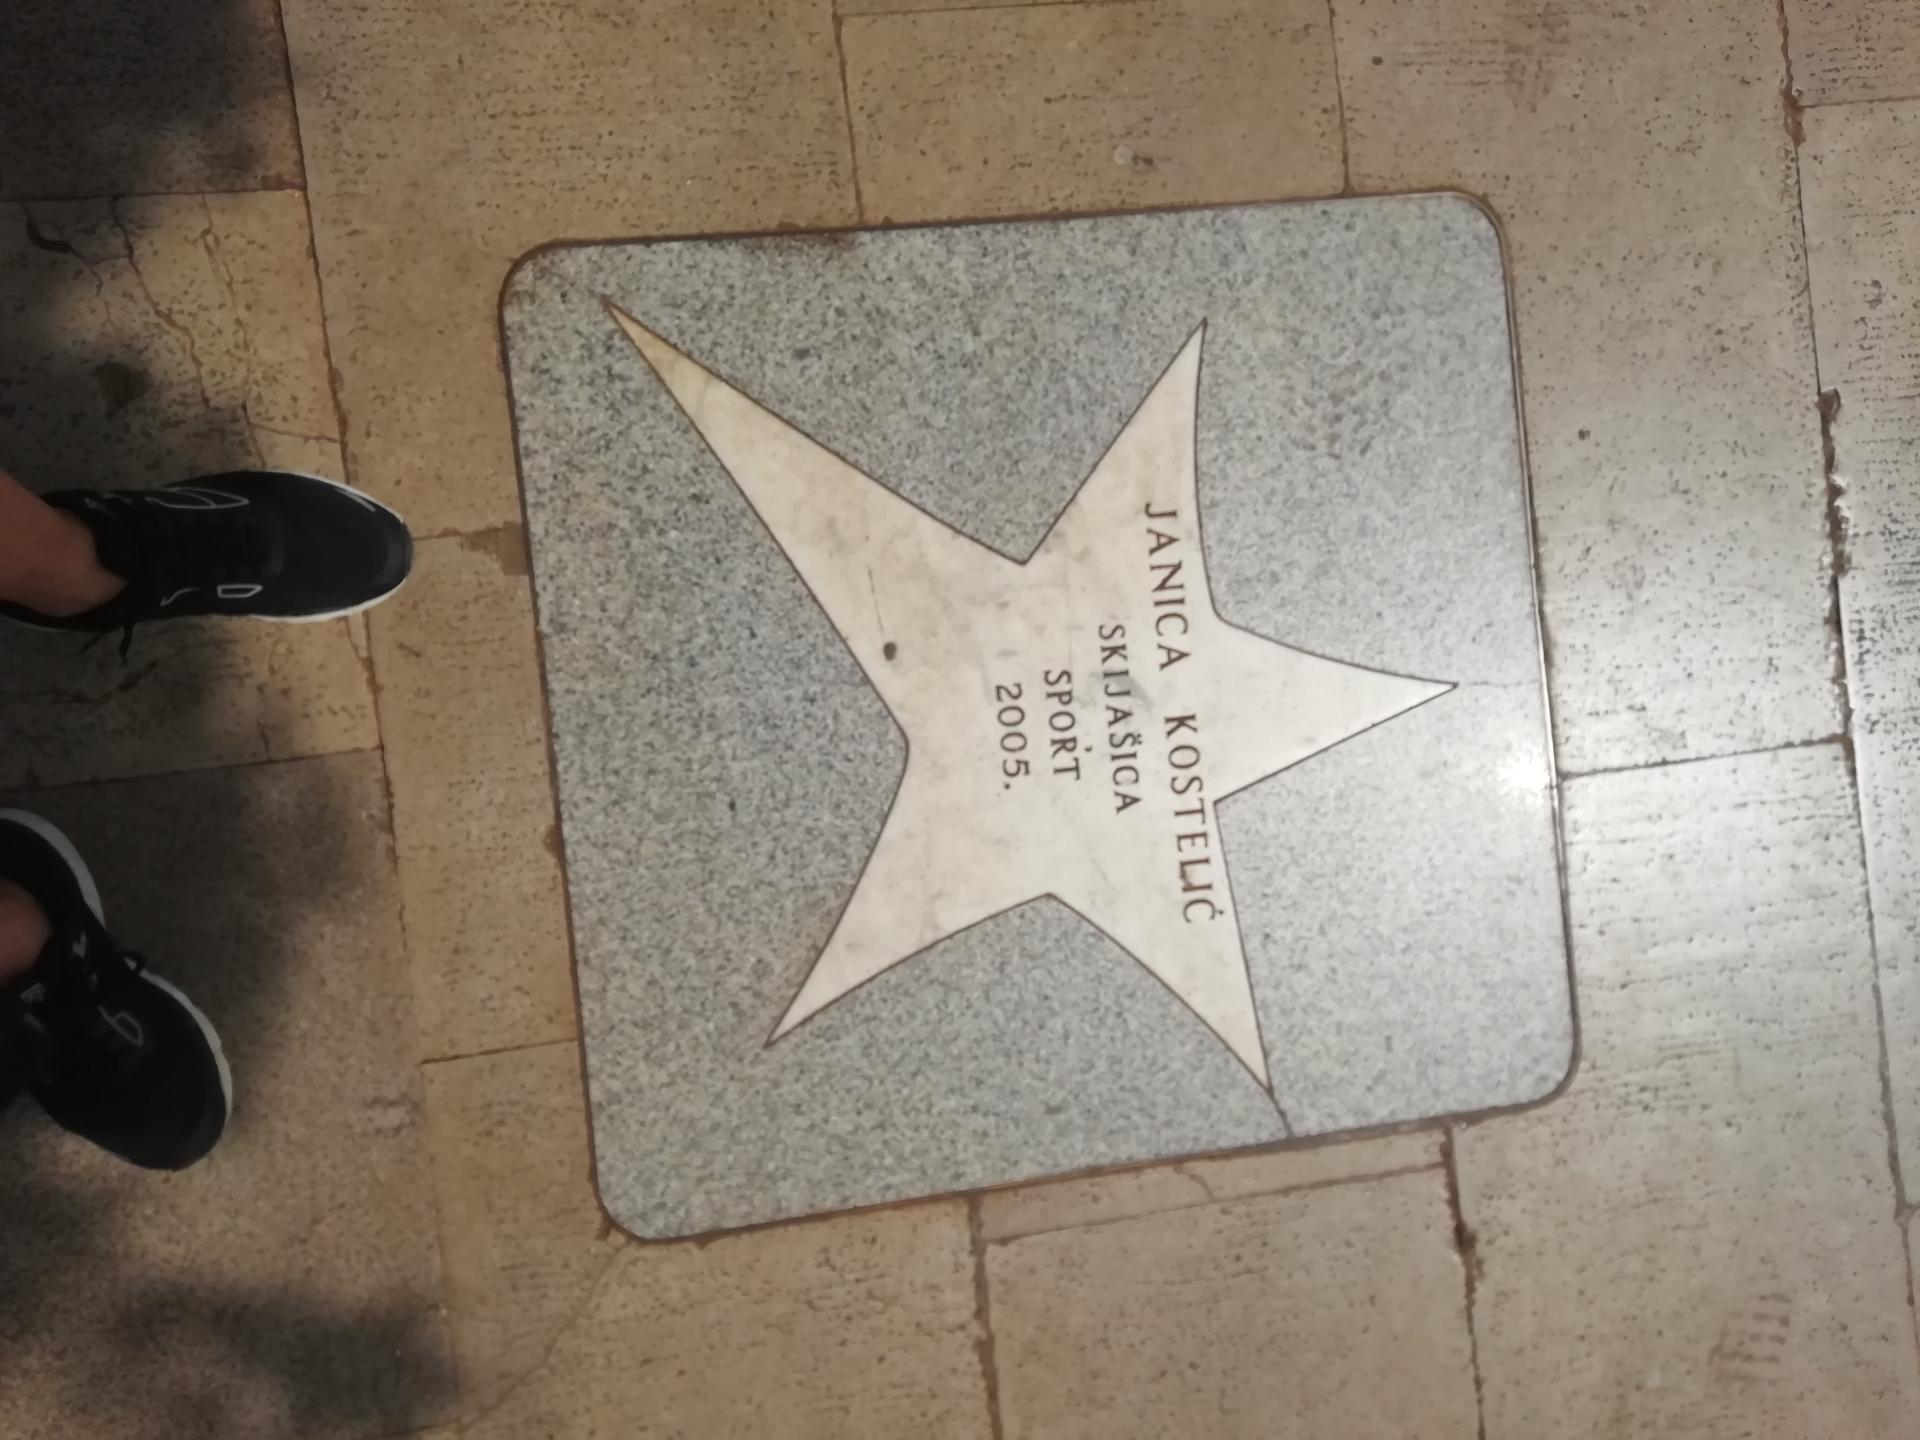 JANICA KOSTELIĆ
SKIJAŠICA
SPORT
2005.